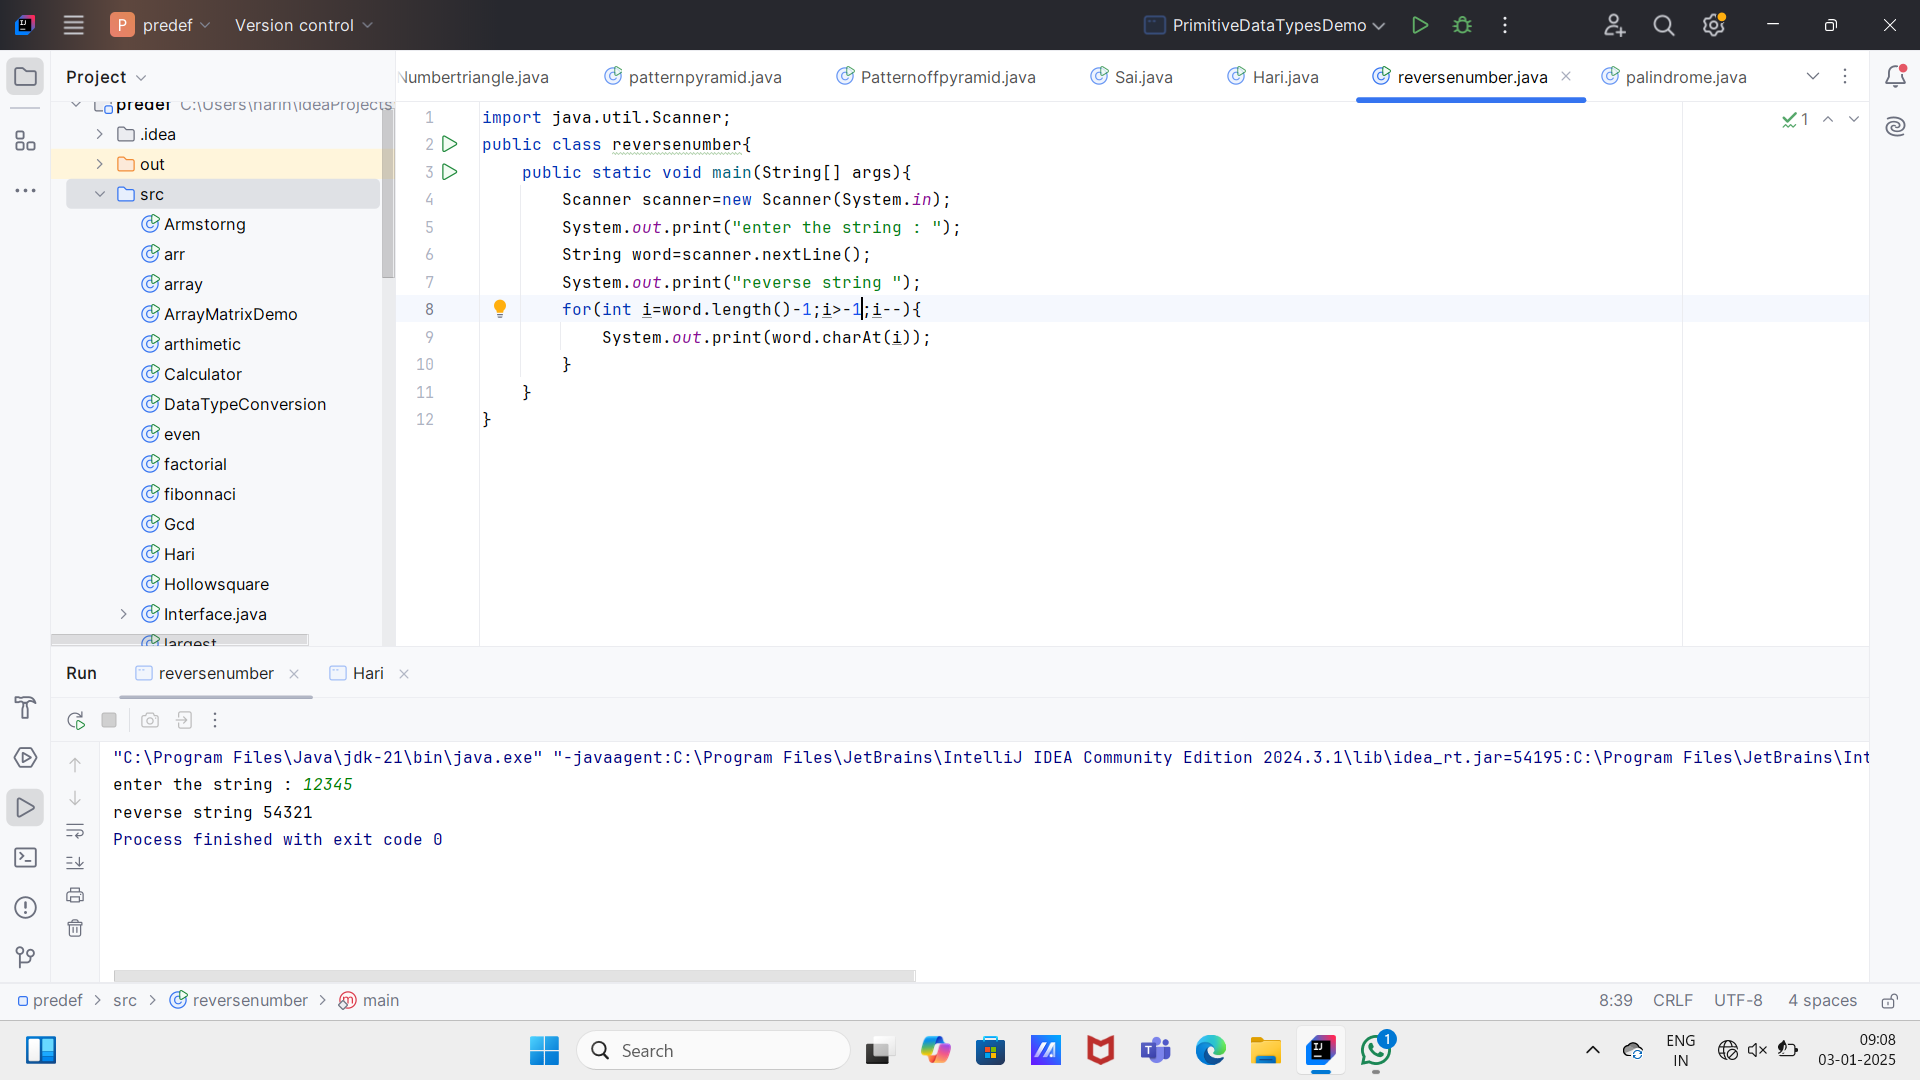 P predef Version control PrimitiveDataTypesDemo
Project
predef C:\Users\narin\IdeaProjects
.idea
out
src
Armstorng
arr
array
ArrayMatrixDemo
arthimetic
Calculator
DataTypeConversion
even
factorial
fibonnaci
Gcd
Hari
Hollowsquare
Interface.java
largest
Numbertriangle.java patternpyramid.java Patternoffpyramid.java Sai.java Hari.java reversenumber.java palindrome.java
1 import java.util.Scanner;
2 public class reversenumber{
3 public static void main(String[] args){
4 Scanner scanner=new Scanner(System.in);
5 System.out.print("enter the string : ");
6 String word=scanner.nextLine();
7 System.out.print("reverse string ");
8 for(int i=word.length()-1;i>-1;i--){
9 System.out.print(word.charAt(i));
10 }
11 }
12 }
1
Run reversenumber Hari
"C:\Program Files\Java\jdk-21\bin\java.exe" "-javaagent:C:\Program Files\JetBrains\IntelliJ IDEA Community Edition 2024.3.1\lib\idea_rt.jar=54195:C:\Program Files\JetBrains\Int
enter the string : 12345
reverse string 54321
Process finished with exit code 0
predef > src > reversenumber > main 8:39 CRLF UTF-8 4 spaces
Search 1 ENG 09:08
IN 03-01-2025